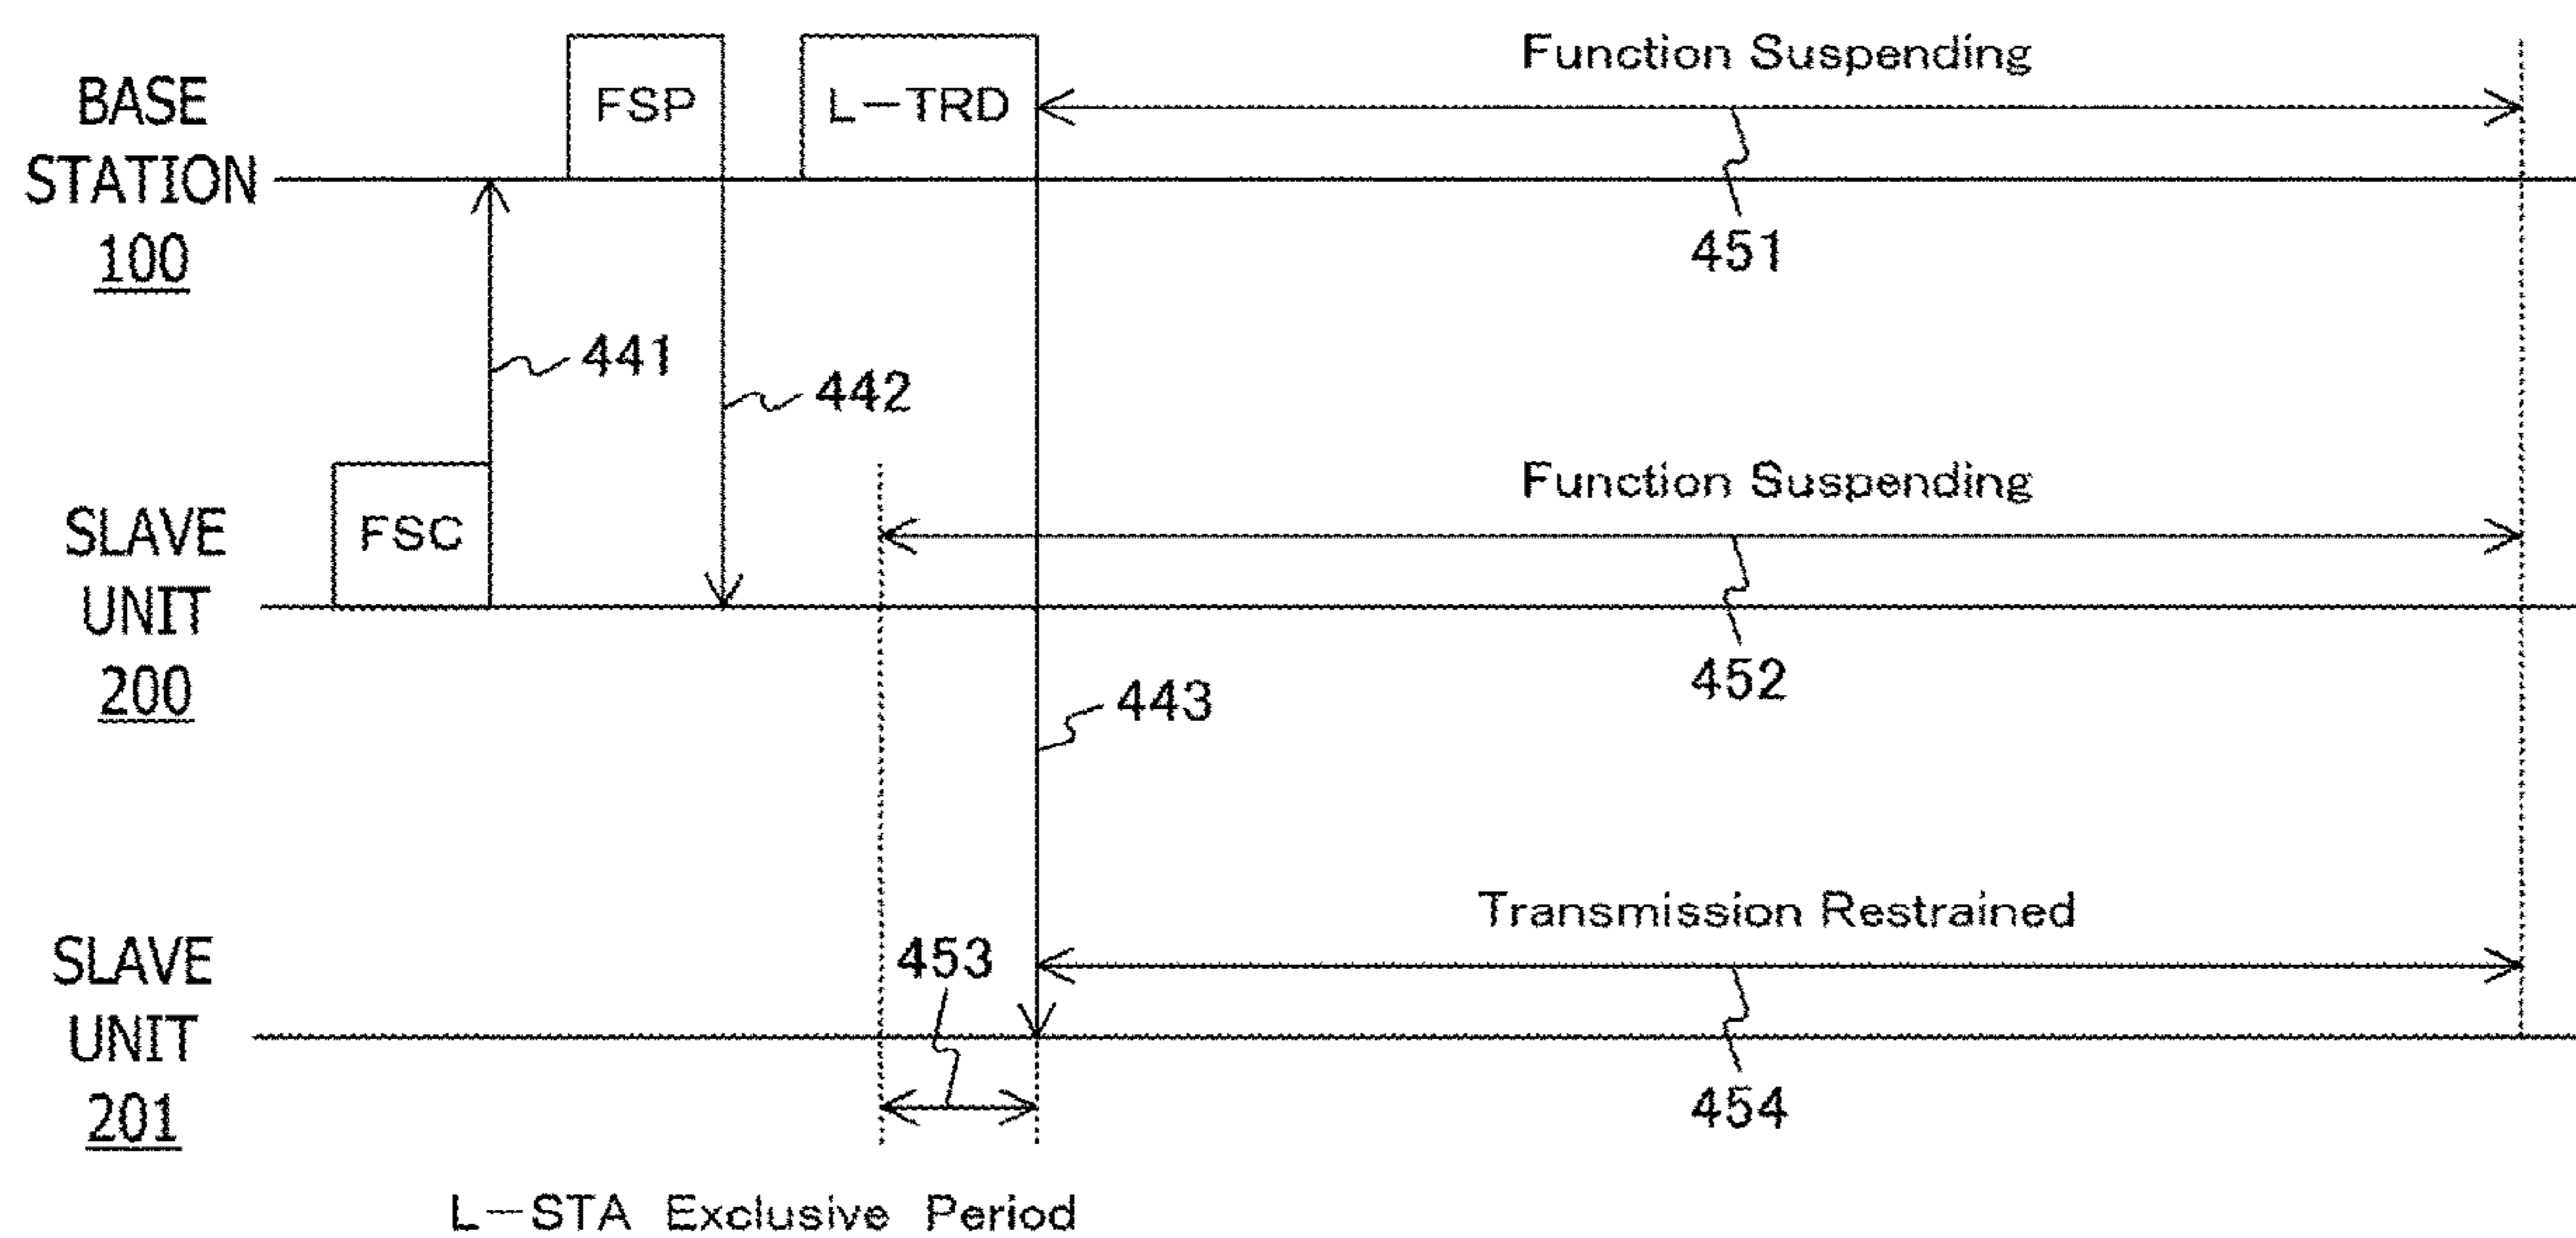 Function Suspending
FSP
L-TRD
BASE
STATION
100
451
441
442
Function Suspending
FSC
SLAVE
UNIT
200
452
443
Transmission Restrained
453
SLAVE
UNIT
201
454
L-STA Exclusive Period